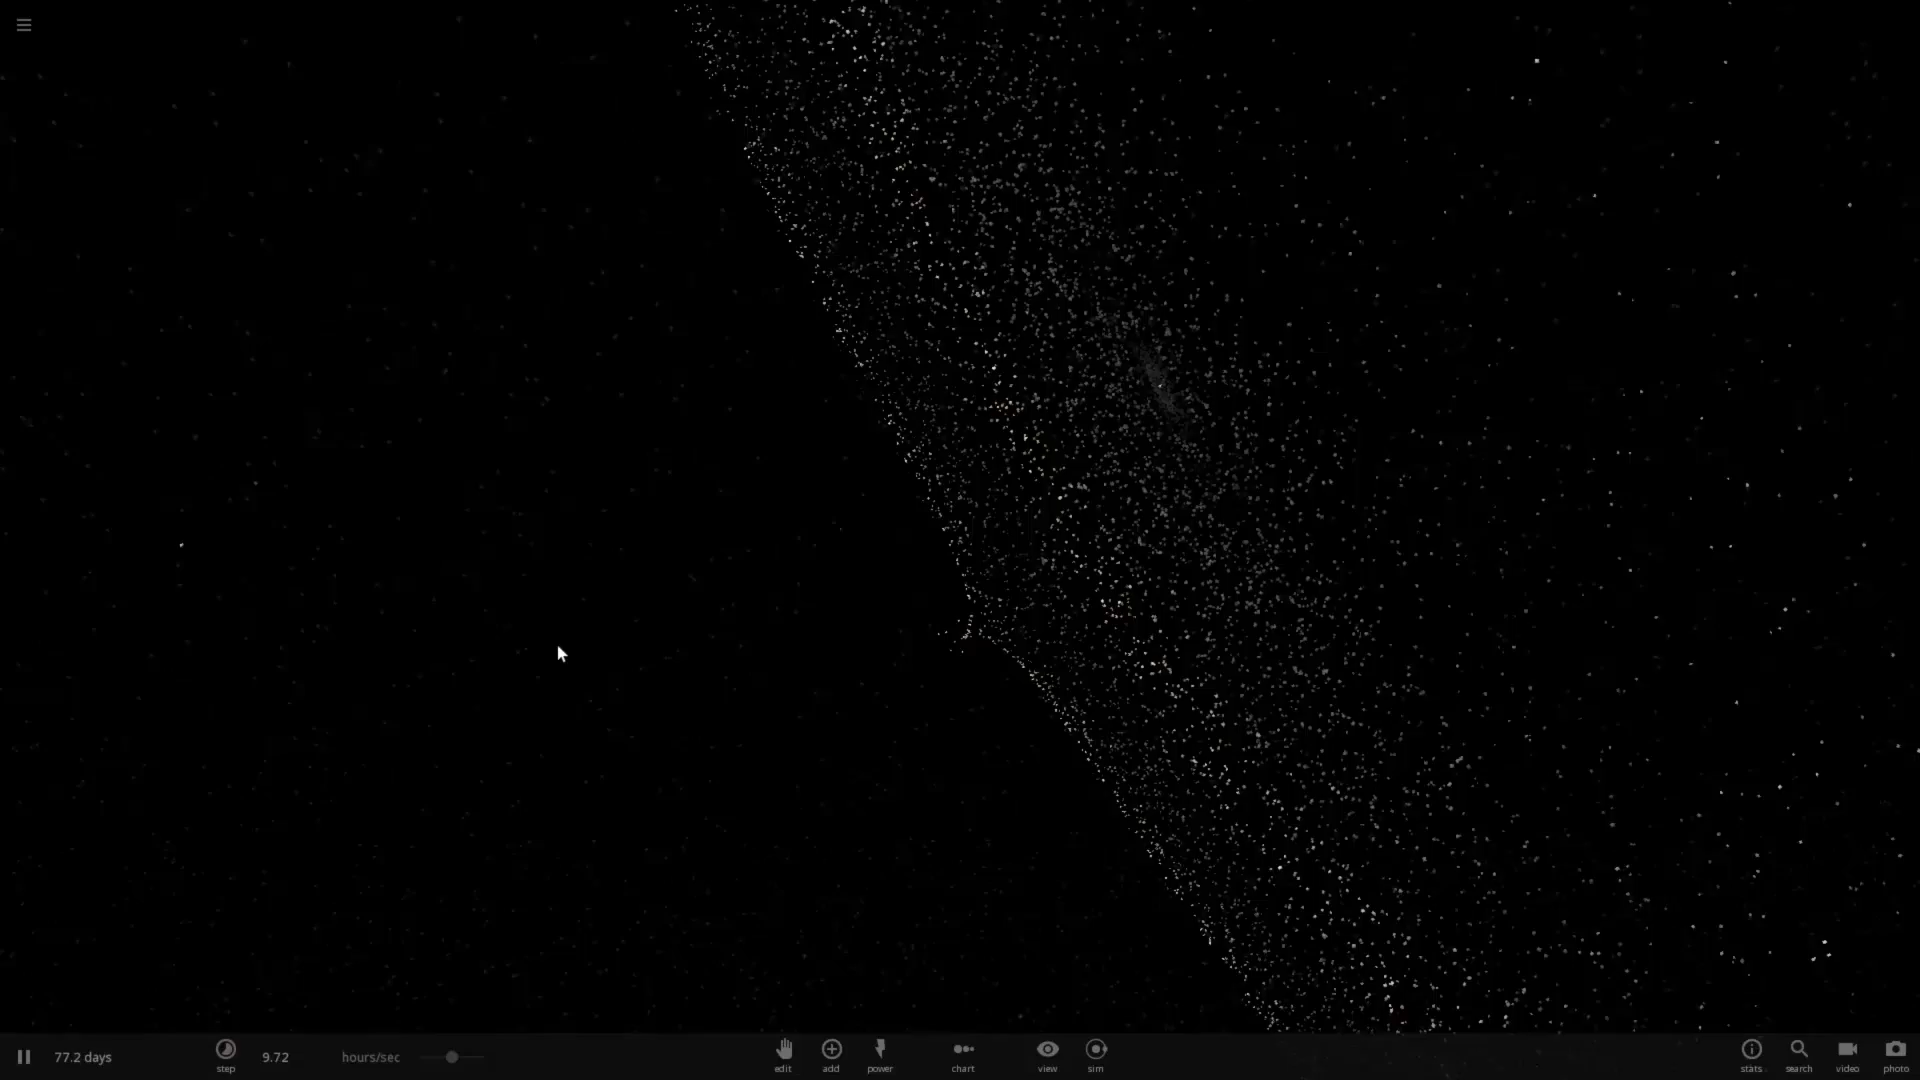 77.2 days
step
9.72
hours/sec
edit
add
power
chart
view
sim
stats
search
video
photo